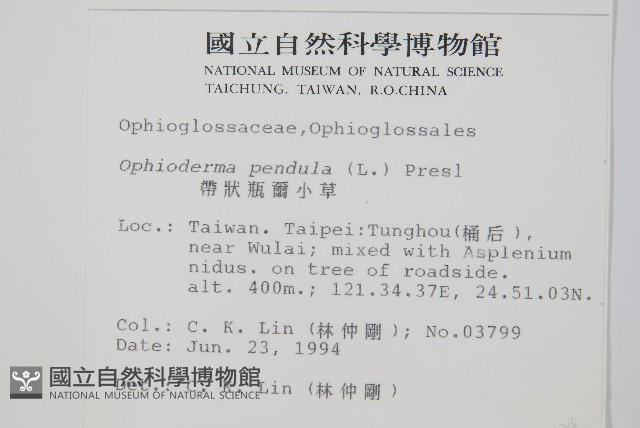 國立自然科學博物館
NATIONAL MUSEUM OF NATURAL SCIENCE
TAICHUNG, TAIWAN, R.O.CHINA
Ophioglossaceae,Ophioglossales
Ophioderma pendula (L.) Presl
帶狀瓶爾小草
Loc.: Taiwan. Taipei:Tunghou(桶后),
near Wulai; mixed with Asplenium
nidus. on tree of roadside.
alt. 400m.; 121.34.37E, 24.51.03N.
Col.: C. K. Lin (林仲剛); No.03799
Date: Jun. 23, 1994
Det.: C. K. Lin (林仲剛)
國立自然科學博物館
NATIONAL MUSEUM OF NATURAL SCIENCE